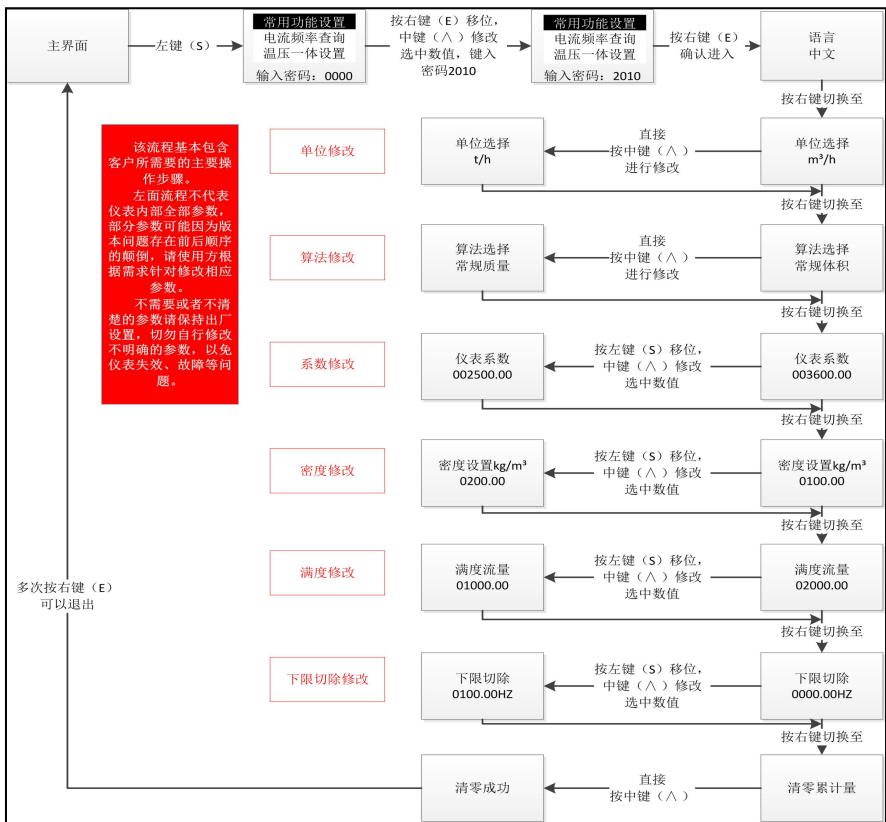 主界面
左键（S）
常用功能设置
电流频率查询
温压一体设置
输入密码：0000
按右键（E）移位，
中键（∧ ）修改
选中数值，键入
密码2010
常用功能设置
电流频率查询
温压一体设置
输入密码：2010
按右键（E）
确认进入
语言
中文
按右键切换至
该流程基本包含
客户所需要的主要操
作步骤。
左面流程不代表
仪表内部全部参数，
部分参数可能因为版
本问题存在前后顺序
的颠倒，请使用方根
据需求针对修改相应
参数。
不需要或者不清
楚的参数请保持出厂
设置，切勿自行修改
不明确的参数，以免
仪表失效、故障等问
题。
单位修改
单位选择
t/h
直接
按中键（∧ ）
进行修改
单位选择
m³/h
按右键切换至
算法修改
算法选择
常规质量
直接
按中键（∧ ）
进行修改
算法选择
常规体积
按右键切换至
系数修改
仪表系数
002500.00
按左键（S）移位，
中键（∧ ）修改
选中数值
仪表系数
003600.00
按右键切换至
密度修改
密度设置kg/m³
0200.00
按左键（S）移位，
中键（∧ ）修改
选中数值
密度设置kg/m³
0100.00
按右键切换至
满度修改
满度流量
01000.00
按左键（S）移位，
中键（∧ ）修改
选中数值
满度流量
02000.00
按右键切换至
多次按右键（E）
可以退出
下限切除修改
下限切除
0100.00HZ
按左键（S）移位，
中键（∧ ）修改
选中数值
下限切除
0000.00HZ
按右键切换至
清零成功
直接
按中键（∧ ）
清零累计量